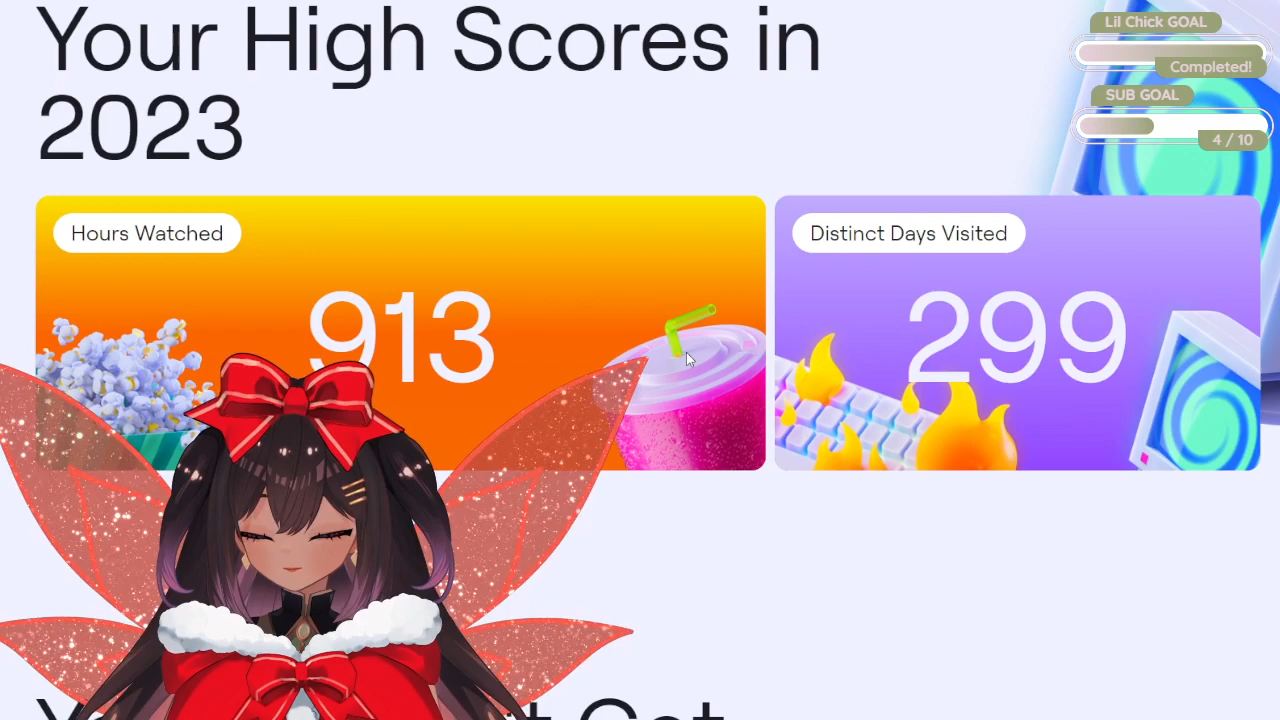 Your High Scores in
2023
Lil Chick GOAL
Completed!
SUB GOAL
4 / 10
Hours Watched
913
Distinct Days Visited
299